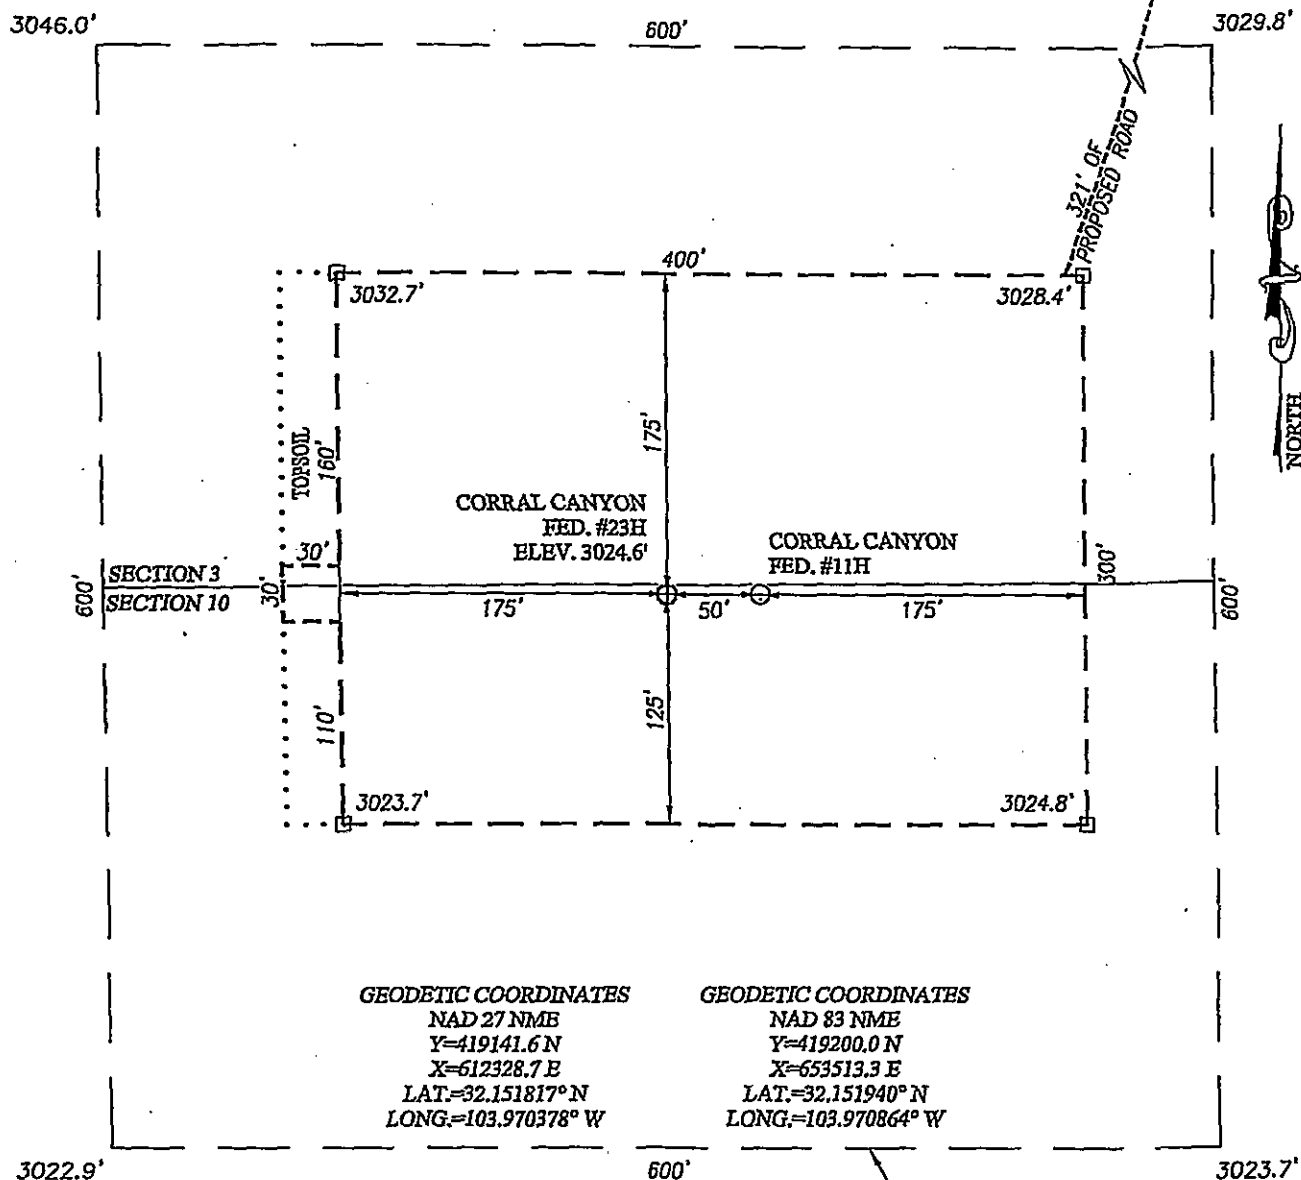 3046.0'
600'
3029.8'
321' OF
PROPOSED ROAD
400'
3032.7'
3028.4'
NORTH
TOPSOIL
160'
175'
CORRAL CANYON
FED. #23H
ELEV. 3024.6'
CORRAL CANYON
FED. #11H
30'
300'
SECTION 3
SECTION 10
600'
30'
175'
50'
175'
600'
110'
125'
3023.7'
3024.8'
GEODETIC COORDINATES
NAD 27 NME
Y=419141.6 N
X=612328.7 E
LAT.=32.151817° N
LONG.=103.970378° W
GEODETIC COORDINATES
NAD 83 NME
Y=419200.0 N
X=653513.3 E
LAT.=32.151940° N
LONG.=103.970864° W
3022.9'
600'
3023.7'